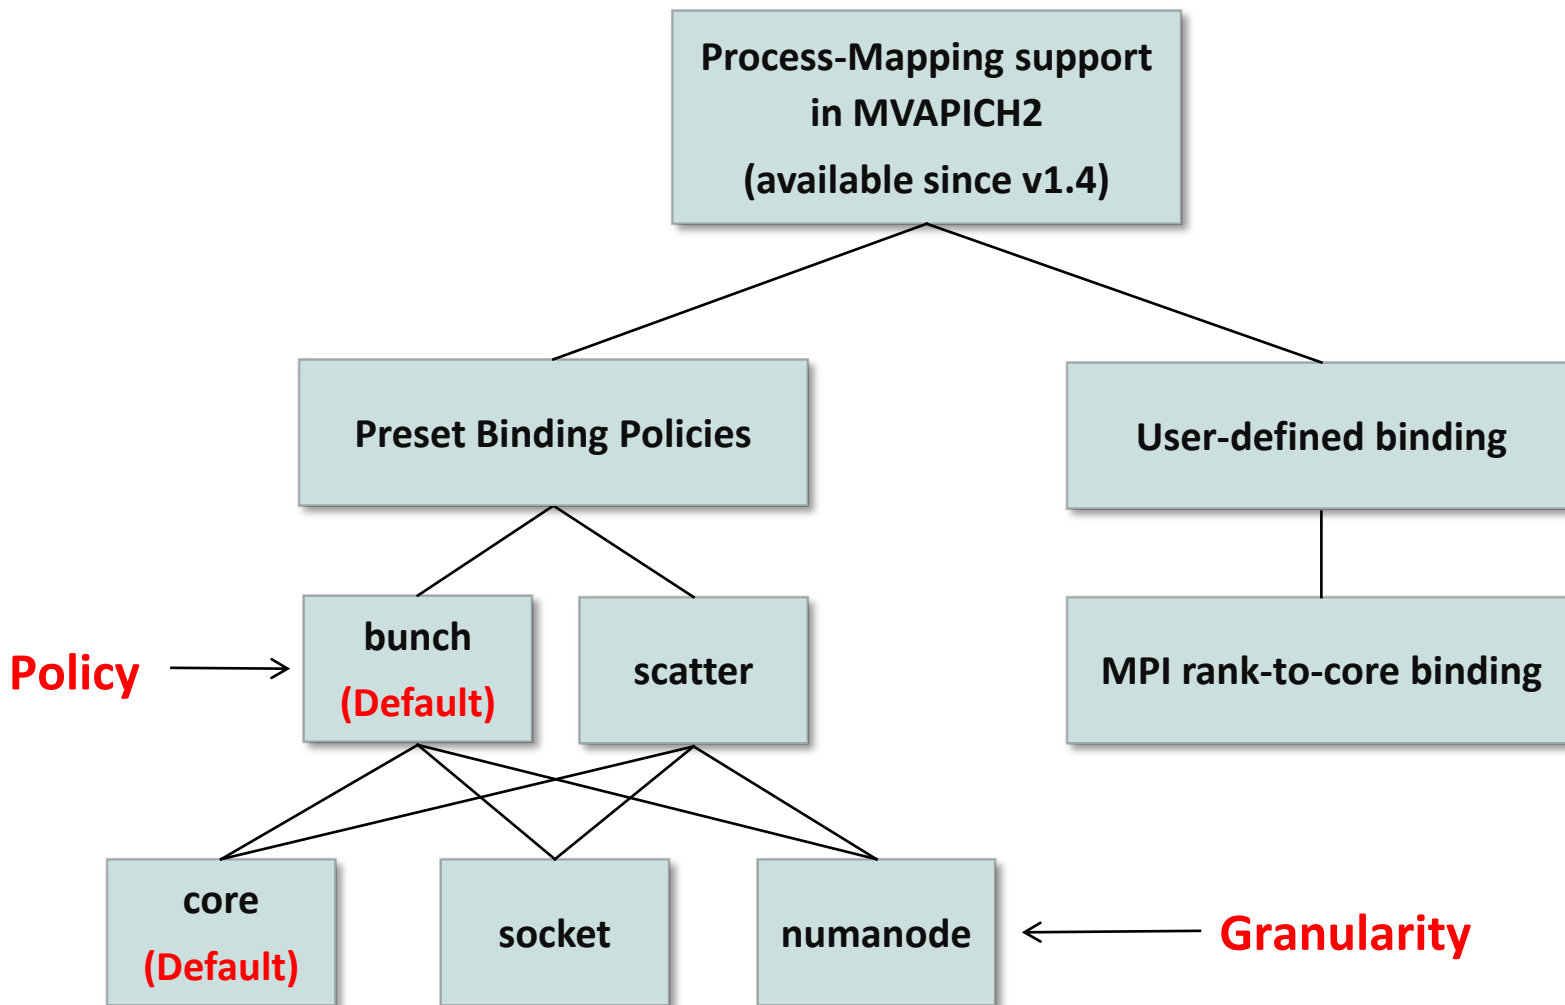 Process-Mapping support
in MVAPICH2
(available since v1.4)
Preset Binding Policies
User-defined binding
Policy
bunch
(Default)
scatter
MPI rank-to-core binding
core
(Default)
socket
numanode
Granularity